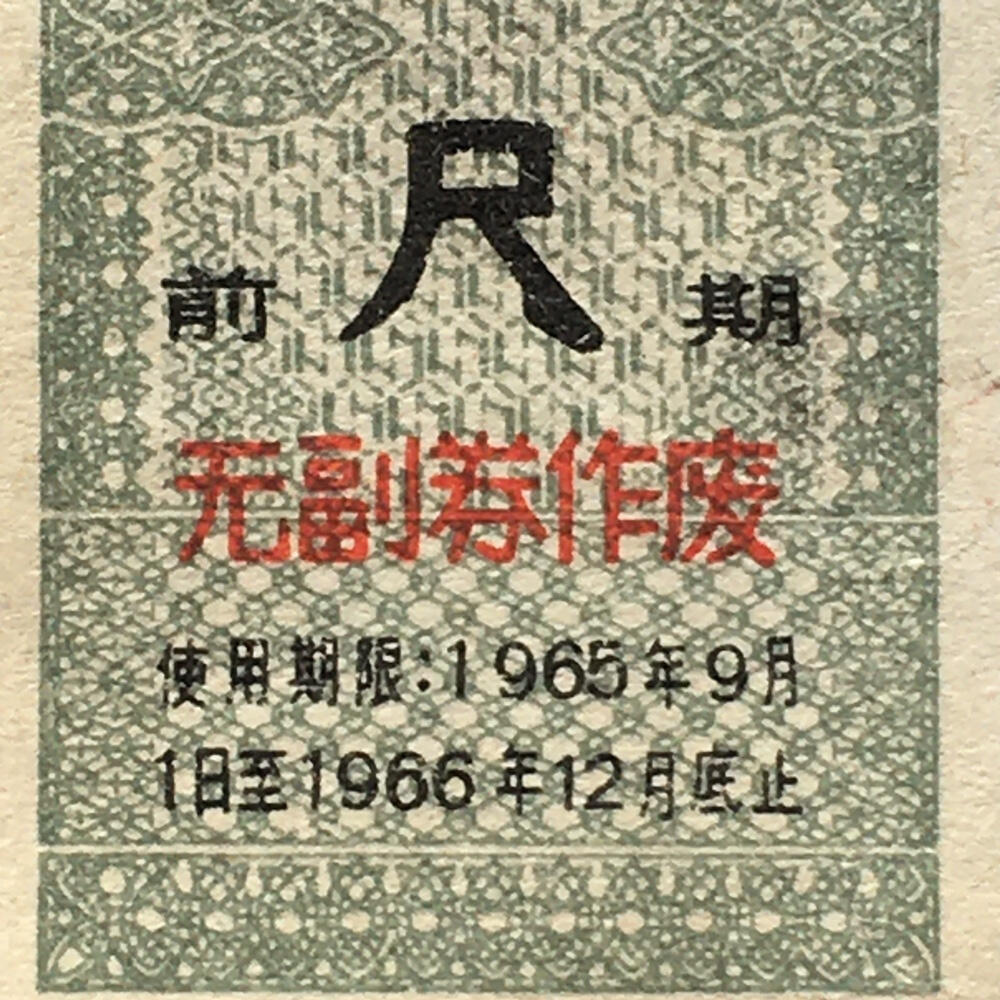 尺
前 期
无副券作废
使用期限:1965年9月
1日至1966年12月底止